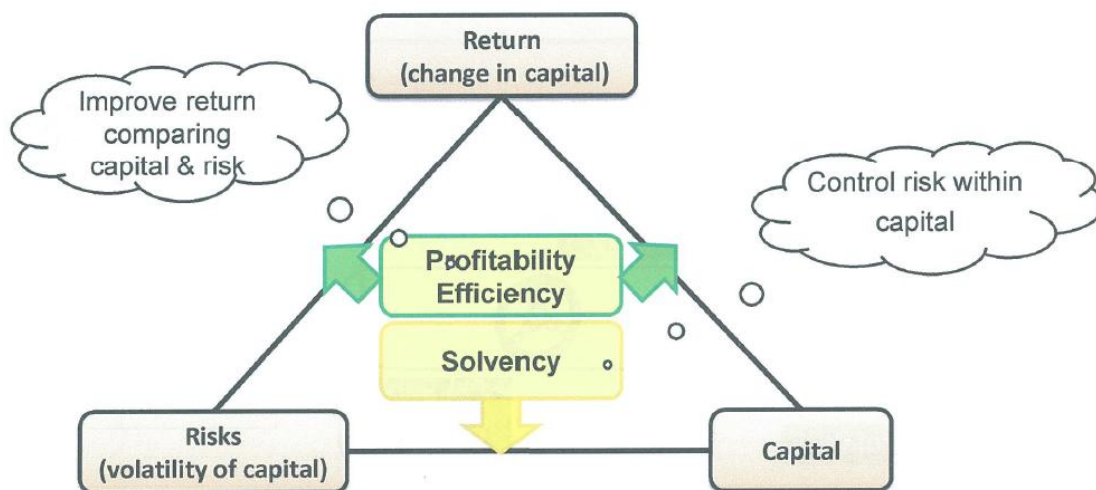 Return
(change in capital)
Improve return
comparing
capital & risk
Control risk within
capital
Profitability
Efficiency
Solvency
Risks
(volatility of capital)
Capital